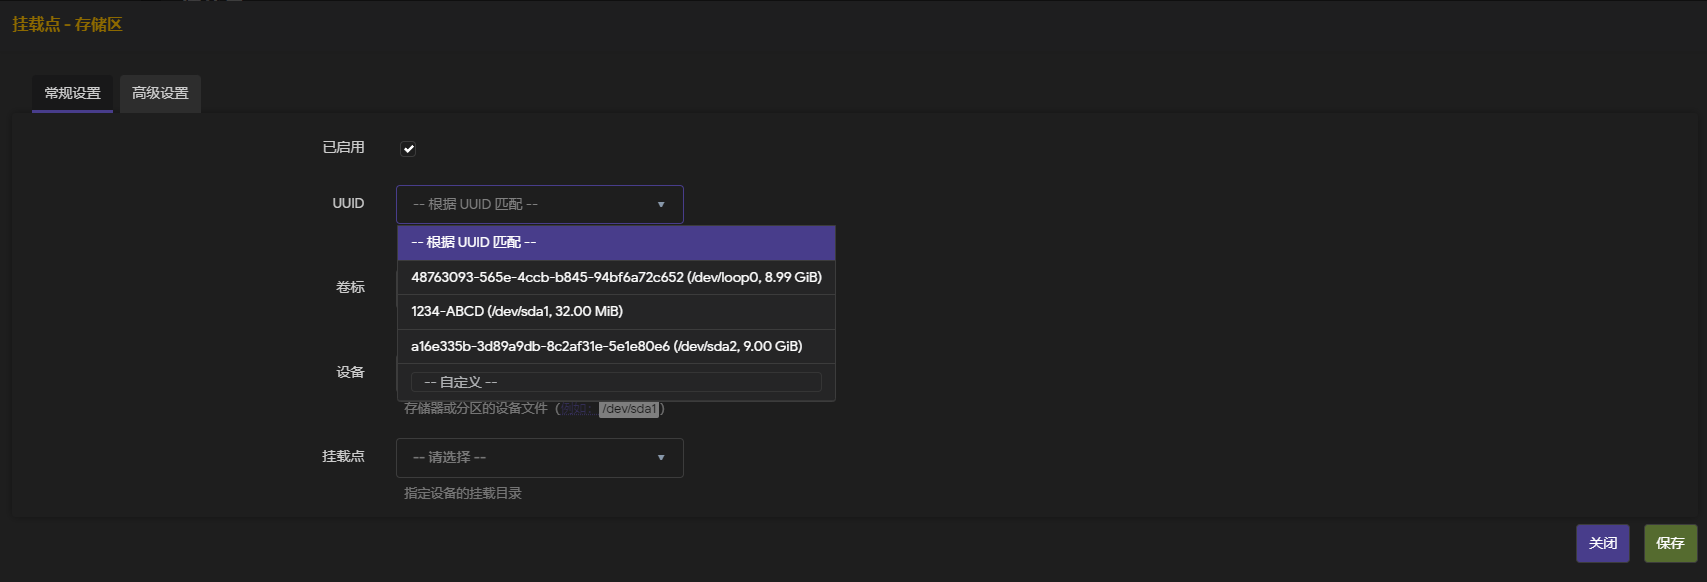 挂载点 - 存储区
常规设置 高级设置
已启用
UUID -- 根据 UUID 匹配 --
-- 根据 UUID 匹配 --
48763093-565e-4ccb-b845-94bf6a72c652 (/dev/loop0, 8.99 GiB)
卷标
1234-ABCD (/dev/sda1, 32.00 MiB)
a16e335b-3d89a9db-8c2af31e-5e1e80e6 (/dev/sda2, 9.00 GiB)
设备
-- 自定义 --
存储器或分区的设备文件（例如：/dev/sda1）
挂载点 -- 请选择 --
指定设备的挂载目录
关闭 保存